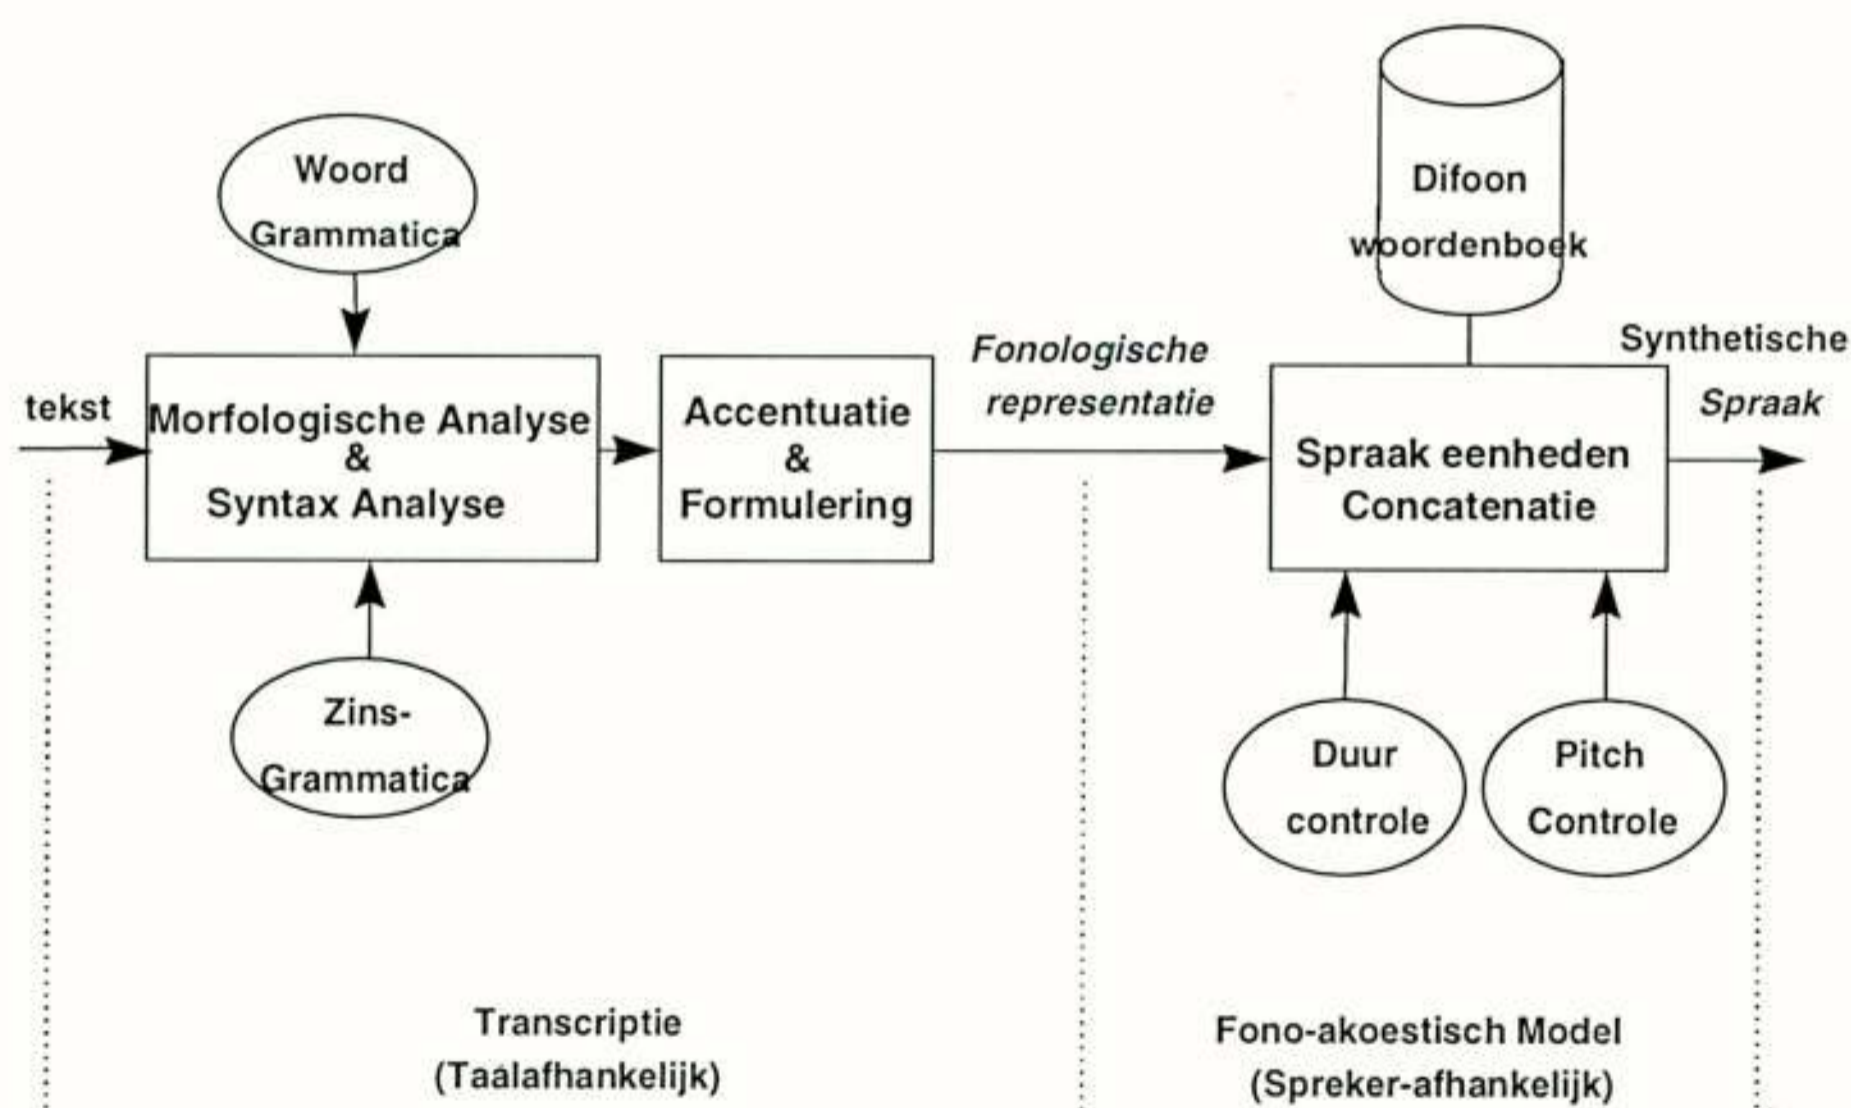 Woord
Grammatica
Difoon
woordenboek
tekst
Morfologische Analyse
&
Syntax Analyse
Accentuatie
&
Formulering
Fonologische
representatie
Spraak eenheden
Concatenatie
Synthetische
Spraak
Zins-
Grammatica
Duur
controle
Pitch
Controle
Transcriptie
(Taalafhankelijk)
Fono-akoestisch Model
(Spreker-afhankelijk)